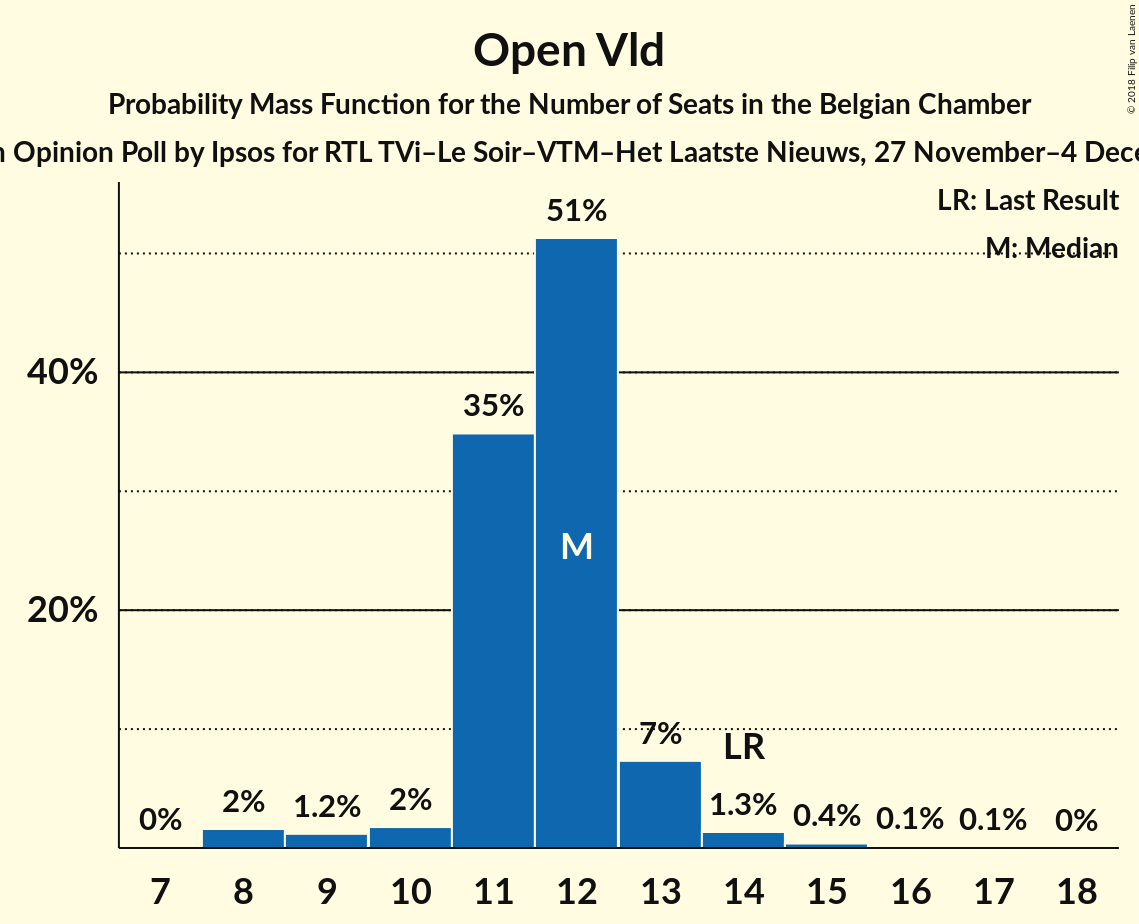 Open Vld
Probability Mass Function for the Number of Seats in the Belgian Chamber
Opinion Poll by Ipsos for RTL TVi–Le Soir–VTM–Het Laatste Nieuws, 27 November–4
© 2018 Filip van Laenen
LR: Last Result
M: Median
51%
40%
35%
M
20%
7%
LR
0% 2% 1.2% 2% 1.3% 0.4% 0.1% 0.1% 0%
7 8 9 10 11 12 13 14 15 16 17 18